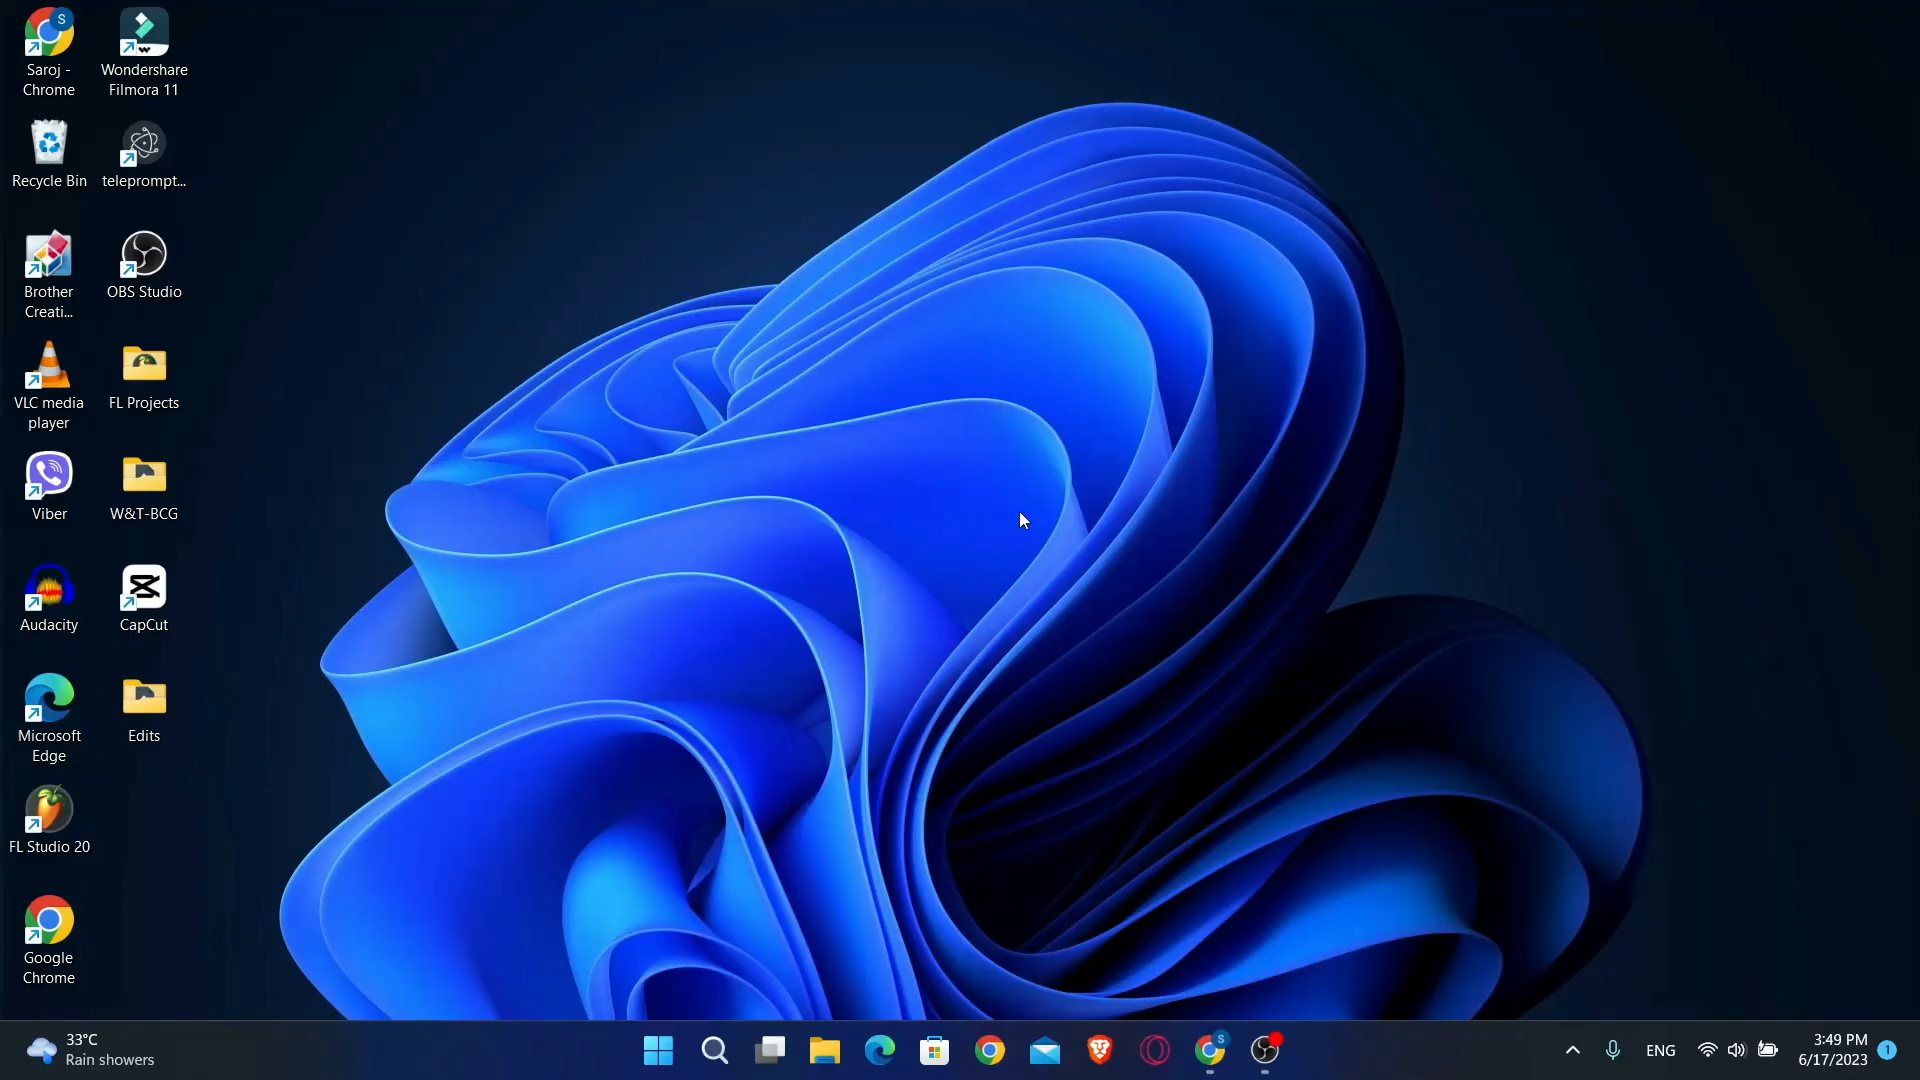 Saroj -
Chrome
Wondershare
Filmora 11
Recycle Bin
teleprompt...
Brother
Creati...
OBS Studio
VLC media
player
FL Projects
Viber
W&T-BCG
Audacity
CapCut
Microsoft
Edge
Edits
FL Studio 20
Google
Chrome
33°C
Rain showers
S
ENG
3:49 PM
6/17/2023
1